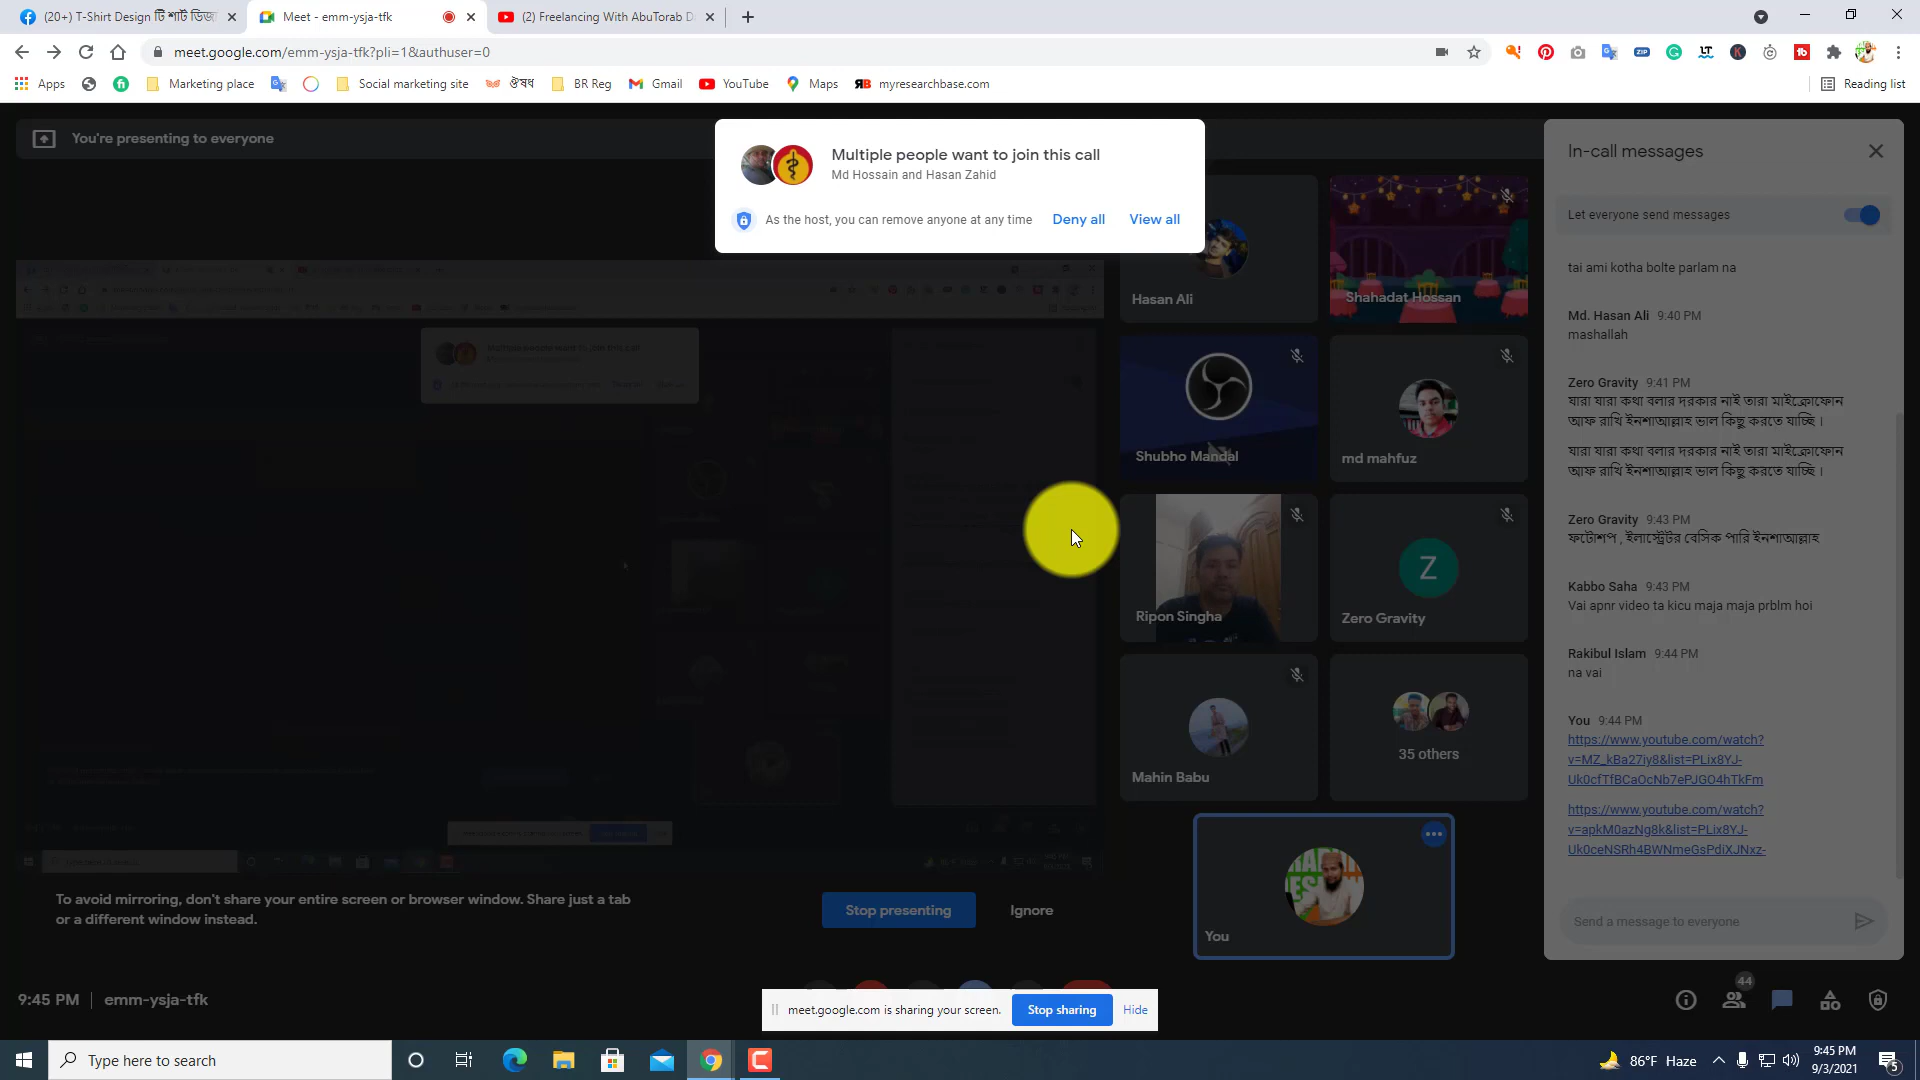 (20+) T-Shirt Design টি শার্ট ডিজা
Meet - emm-ysja-tfk
(2) Freelancing With AbuTorab D
meet.google.com/emm-ysja-tfk?pli=1&authuser=0
Apps
Marketing place
Social marketing site
ঔষধ
BR Reg
Gmail
YouTube
Maps
myresearchbase.com
Reading list
You're presenting to everyone
Multiple people want to join this call
Md Hossain and Hasan Zahid
As the host, you can remove anyone at any time
Deny all
View all
Hasan Ali
Shahadat Hossan
Shubho Mandal
md mahfuz
Ripon Singha
Z
Zero Gravity
Mahin Babu
35 others
You
In-call messages
Let everyone send messages
tai ami kotha bolte parlam na
Md. Hasan Ali 9:40 PM
mashallah
Zero Gravity 9:41 PM
যারা যারা কথা বলার দরকার নাই তারা মাইক্রোফোন
আফ রাখি ইনশাআল্লাহ ভাল কিছু করতে যাচ্ছি।
যারা যারা কথা বলার দরকার নাই তারা মাইক্রোফোন
আফ রাখি ইনশাআল্লাহ ভাল কিছু করতে যাচ্ছি।
Zero Gravity 9:43 PM
ফটোশপ , ইলাস্ট্রেটর বেসিক পারি ইনশাআল্লাহ
Kabbo Saha 9:43 PM
Vai apnr video ta kicu maja maja prblm hoi
Rakibul Islam 9:44 PM
na vai
You 9:44 PM
https://www.youtube.com/watch?
v=MZ_kBa27iy8&list=PLix8YJ-
Uk0cfTfBCaOcNb7ePJGO4hTkFm
https://www.youtube.com/watch?
v=apkM0azNg8k&list=PLix8YJ-
Uk0ceNSRh4BWNmeGsPdiXJNxz-
Send a message to everyone
To avoid mirroring, don't share your entire screen or browser window. Share just a tab
or a different window instead.
Stop presenting
Ignore
9:45 PM
emm-ysja-tfk
meet.google.com is sharing your screen.
Stop sharing
Hide
44
Type here to search
86°F Haze
9:45 PM
9/3/2021
5